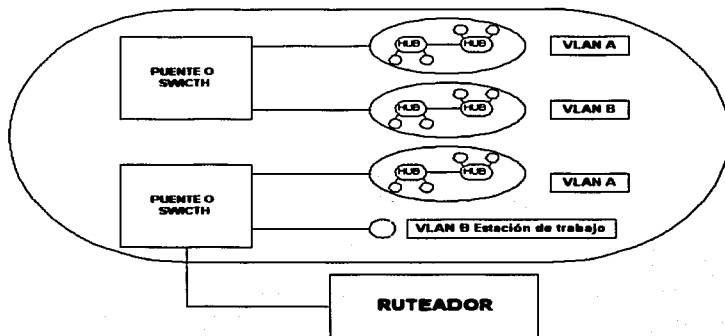 PUENTE O
SWICTH
HUB HUB
VLAN A
HUB HUB
VLAN B
PUENTE O
SWICTH
HUB HUB
VLAN A
VLAN B Estación de trabajo
RUTEADOR